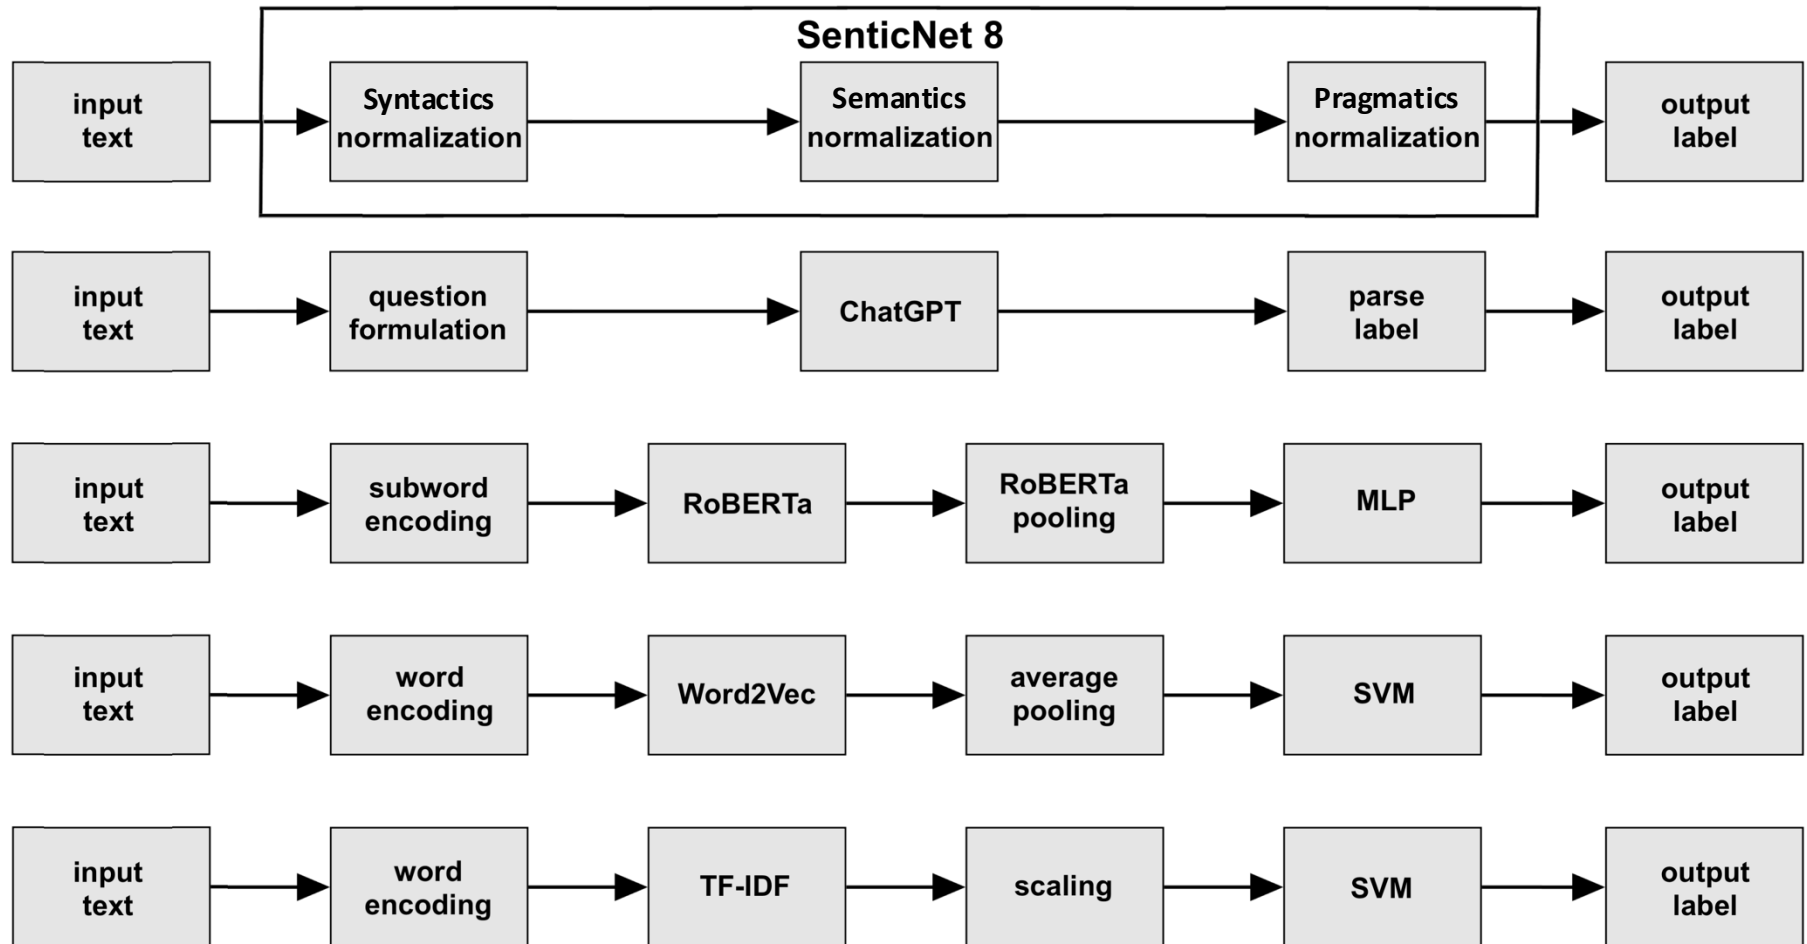 SenticNet 8
input
text
Syntactics
normalization
Semantics
normalization
Pragmatics
normalization
output
label
input
text
question
formulation
ChatGPT
parse
label
output
label
input
text
subword
encoding
RoBERTa
RoBERTa
pooling
MLP
output
label
input
text
word
encoding
Word2Vec
average
pooling
SVM
output
label
input
text
word
encoding
TF-IDF
scaling
SVM
output
label